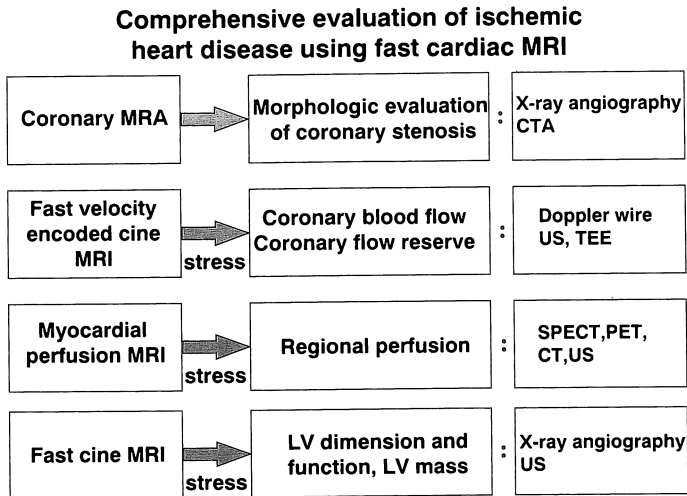 Comprehensive evaluation of ischemic
heart disease using fast cardiac MRI
Coronary MRA
Morphologic evaluation
of coronary stenosis
:
X-ray angiography
CTA
Fast velocity
encoded cine
MRI
stress
Coronary blood flow
Coronary flow reserve
:
Doppler wire
US, TEE
Myocardial
perfusion MRI
stress
Regional perfusion
:
SPECT,PET,
CT,US
Fast cine MRI
stress
LV dimension and
function, LV mass
:
X-ray angiography
US